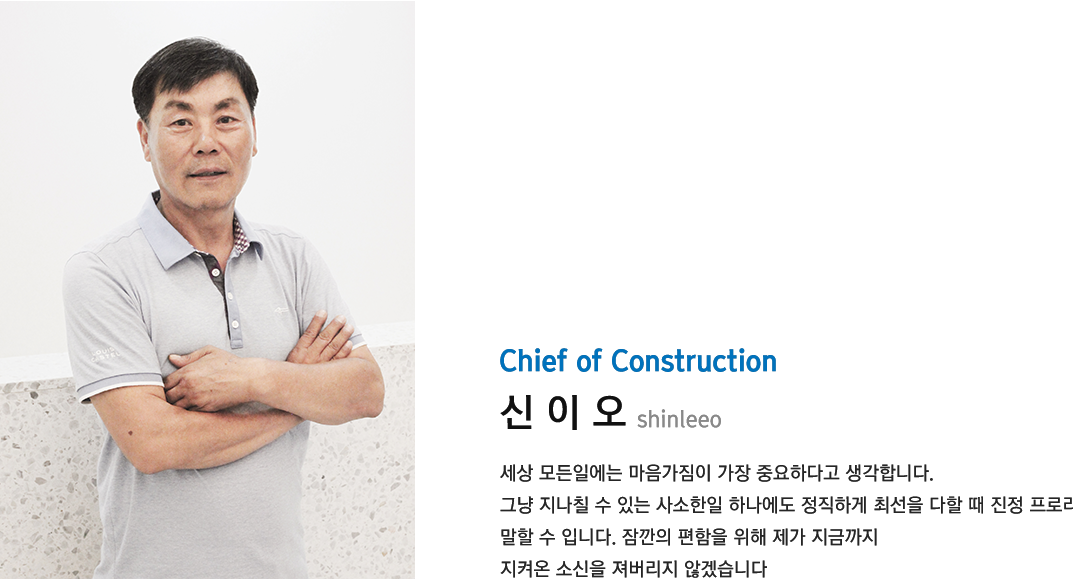 Chief of Construction
신 이 오 shinleeo
세상 모든일에는 마음가짐이 가장 중요하다고 생각합니다.
그냥 지나칠 수 있는 사소한일 하나에도 정직하게 최선을 다할 때 진정
말할 수 입니다. 잠깐의 편함을 위해 제가 지금까지
지켜온 소신을 져버리지 않겠습니다